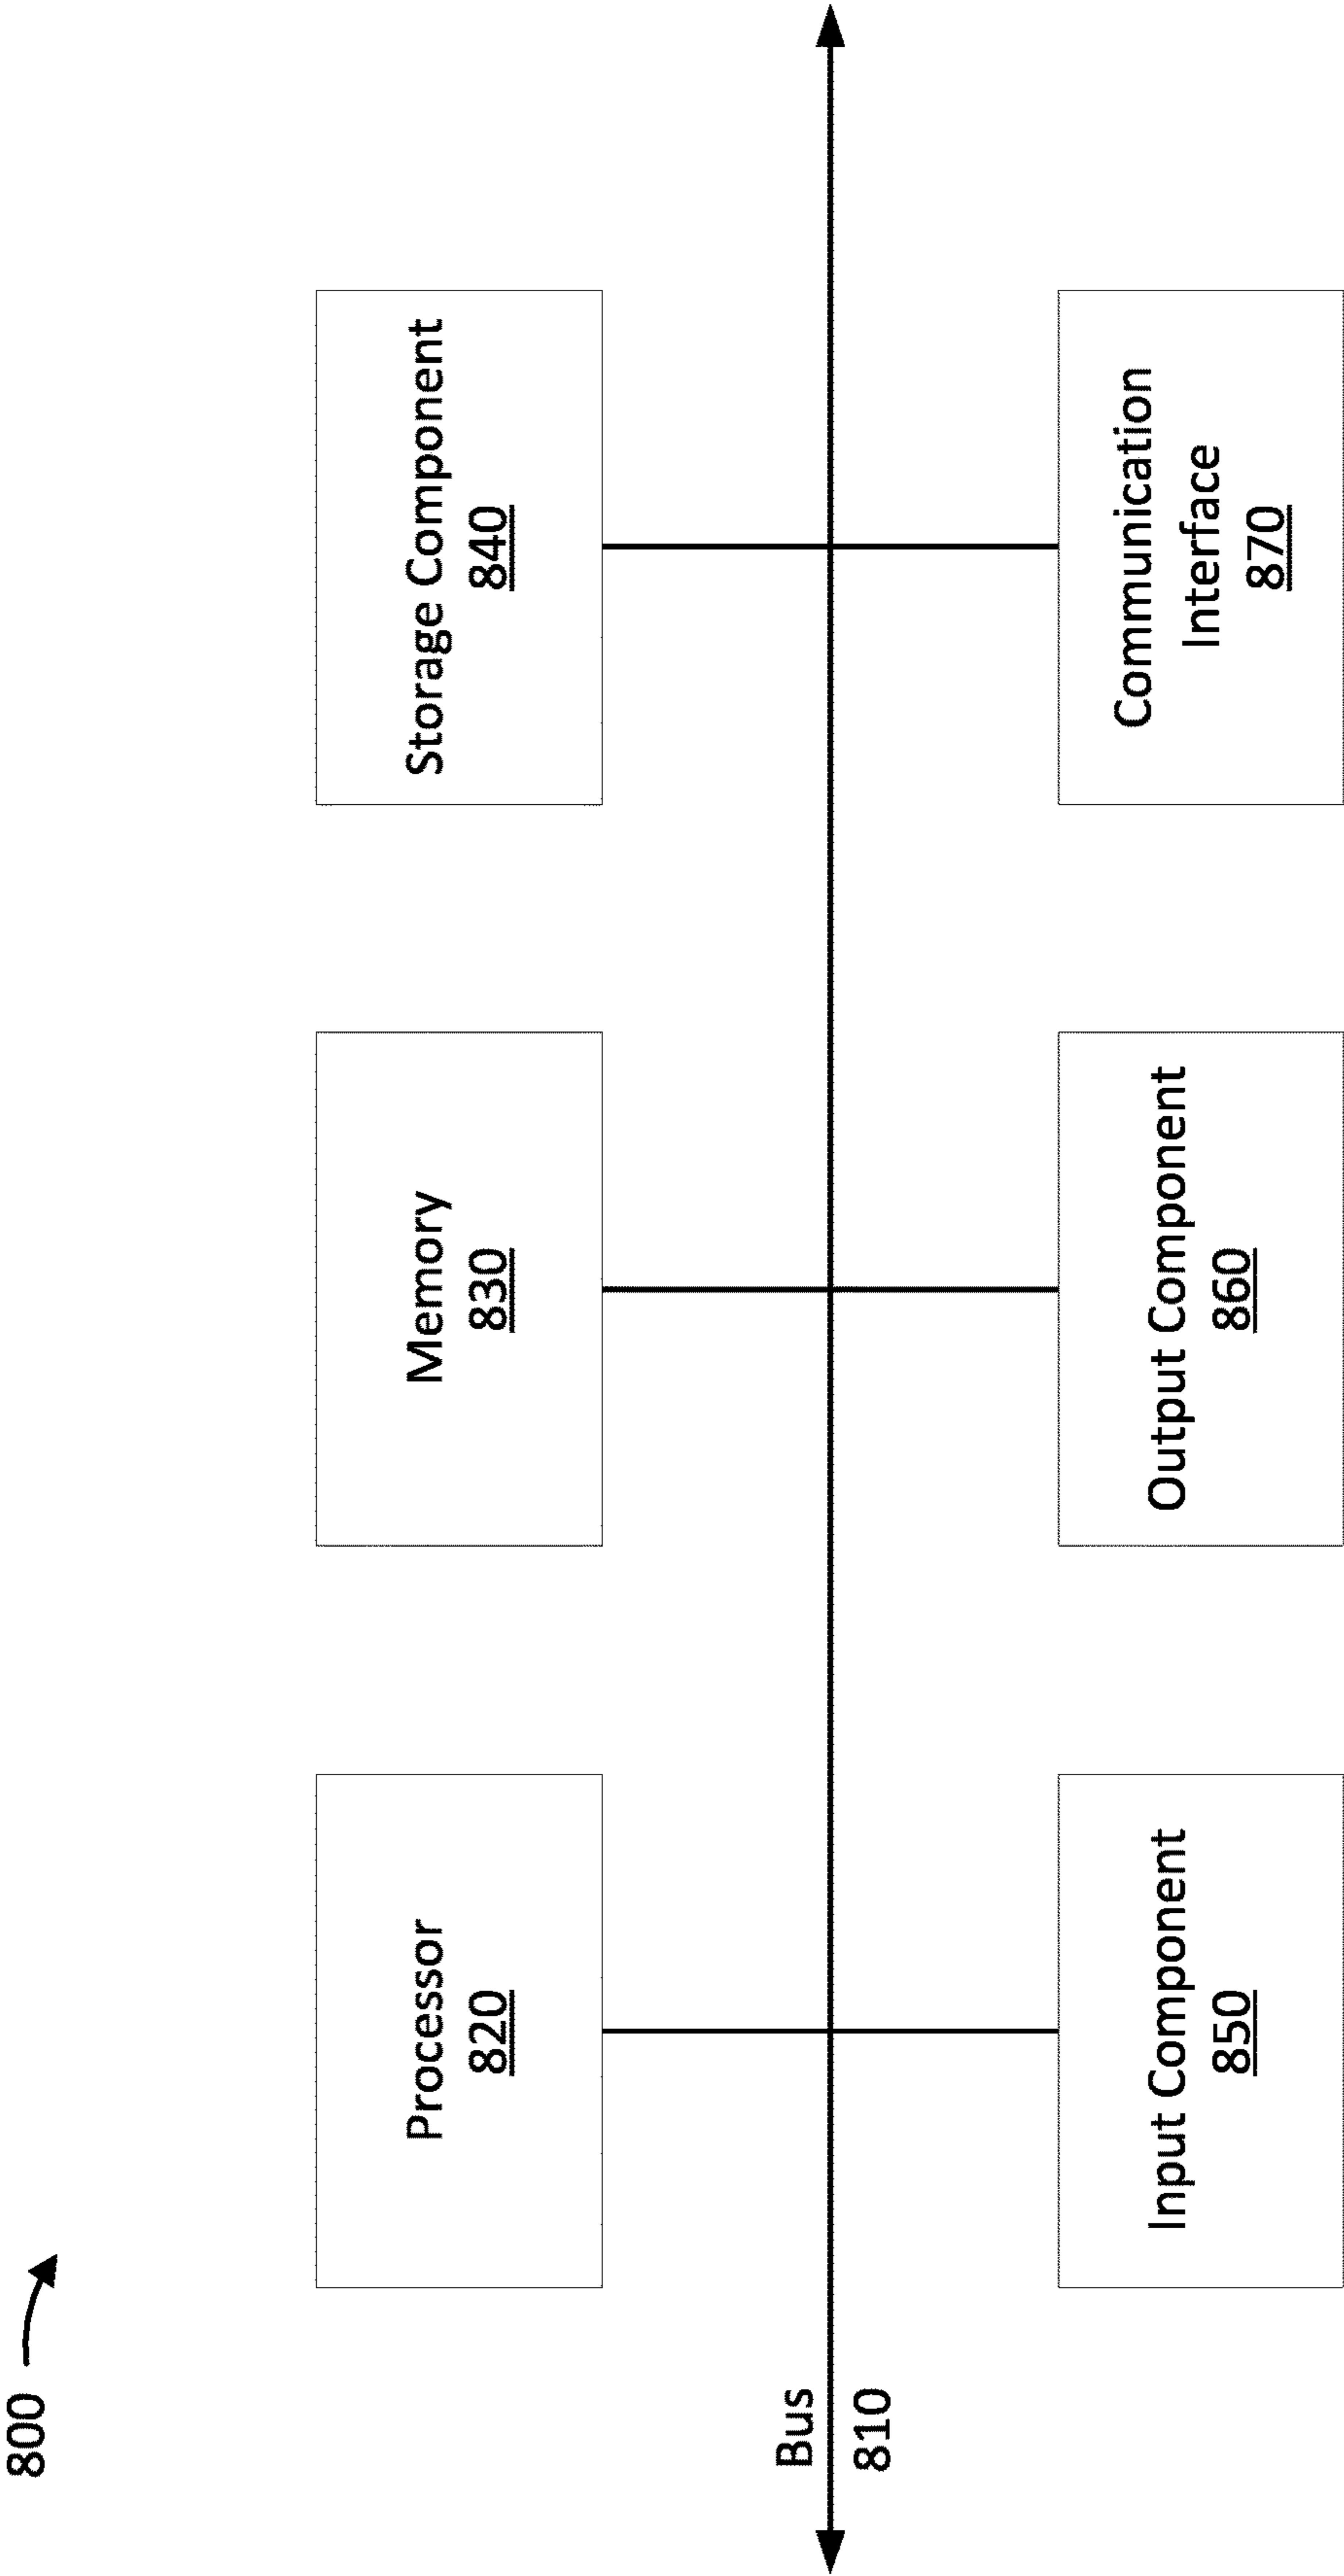 800
Processor
820
Memory
830
Storage Component
840
Bus
810
Input Component
850
Output Component
860
Communication
Interface
870